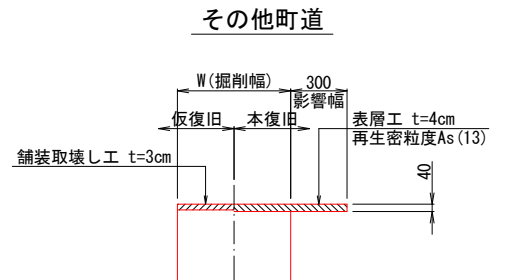 その他町道
W(掘削幅)
300
影響幅
仮復旧
本復旧
表層工 t=4cm
再生密粒度As(13)
舗装取壊し工 t=3cm
40